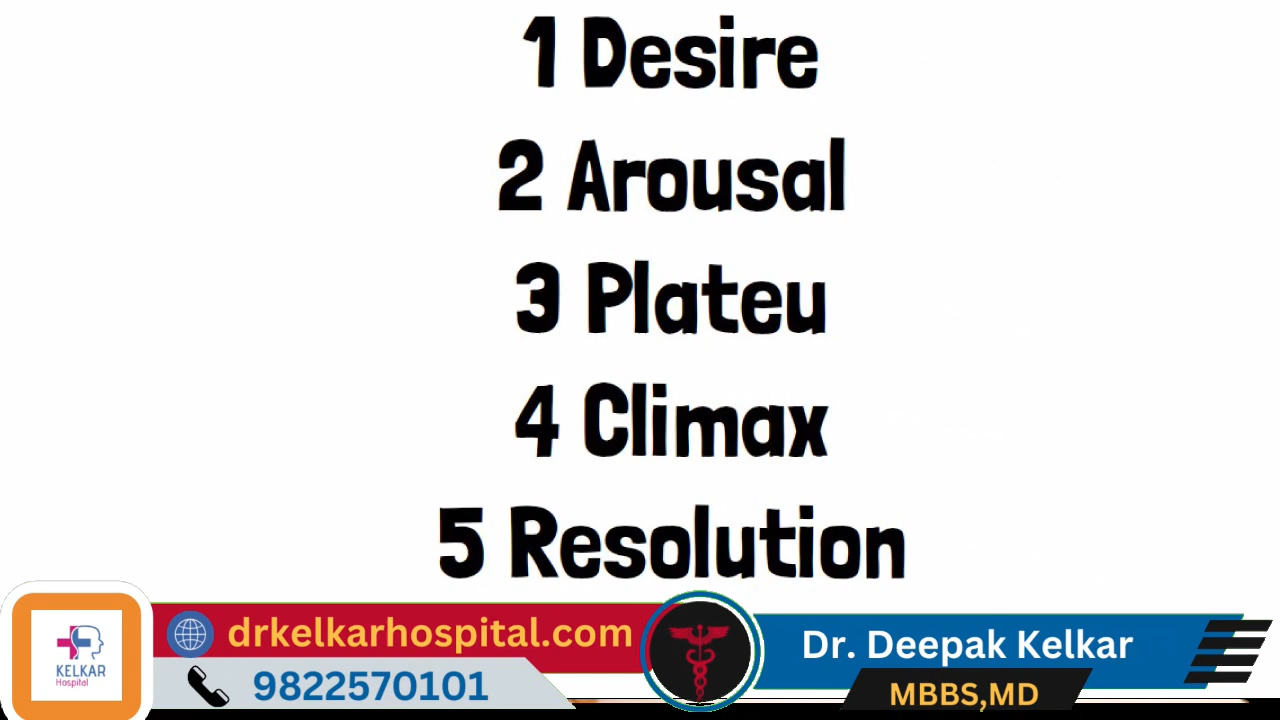 1 Desire
2 Arousal
3 Plateu
4 Climax
5 Resolution
KELKAR
Hospital
drkelkarhospital.com
9822570101
Dr. Deepak Kelkar
MBBS,MD